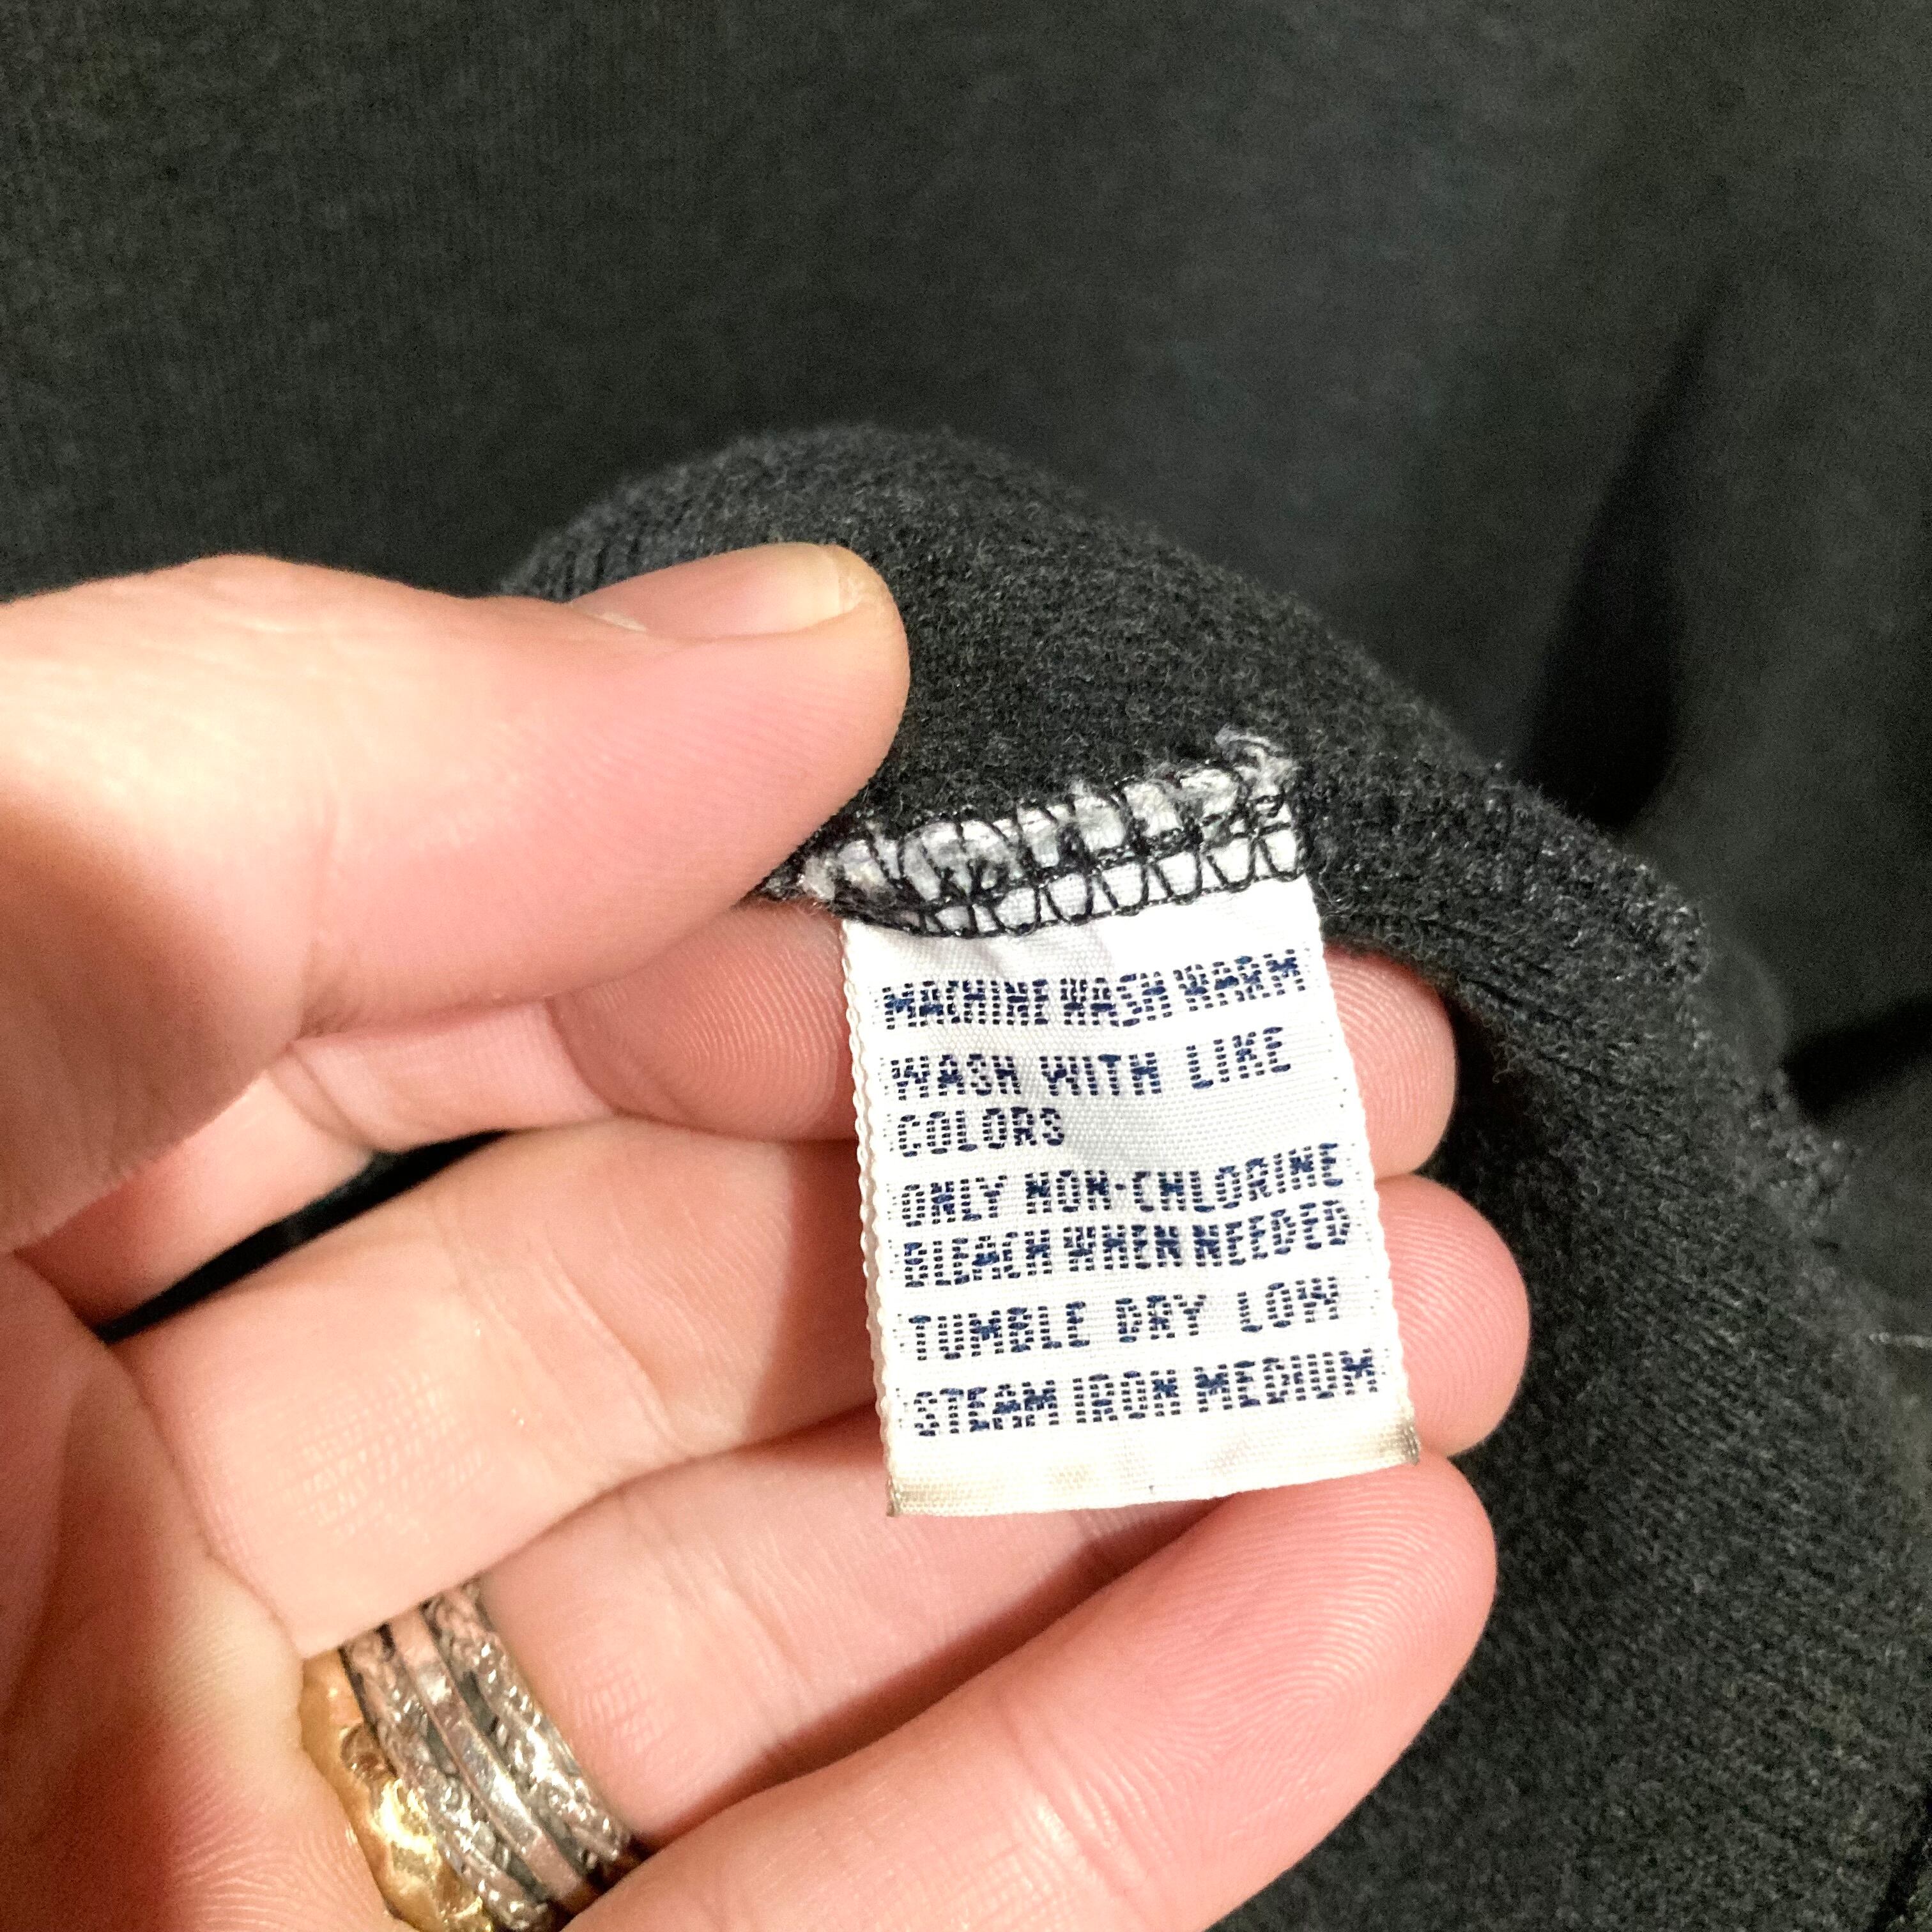 MACHINE WASH WARM
WASH WITH LIKE
COLORS
ONLY NON-CHLORINE
BLEACH WHEN NEEDED
TUMBLE DRY LOW
STEAM IRON MEDIUM